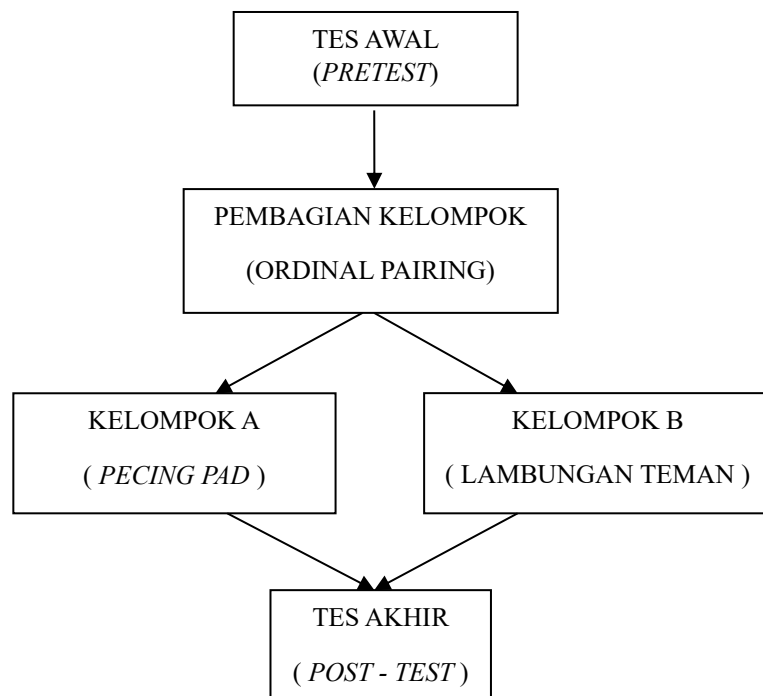 TES AWAL
(PRETEST)
PEMBAGIAN KELOMPOK
(ORDINAL PAIRING)
KELOMPOK A
( PECING PAD )
KELOMPOK B
( LAMBUNGAN TEMAN )
TES AKHIR
( POST - TEST )